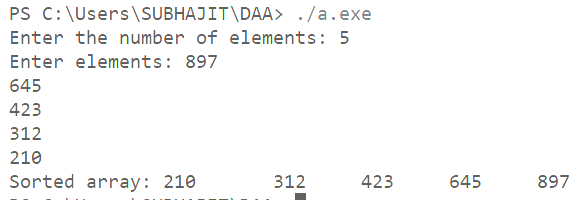 PS C:\Users\SUBHAJIT\DAA> ./a.exe
Enter the number of elements: 5
Enter elements: 897
645
423
312
210
Sorted array: 210 312 423 645 897